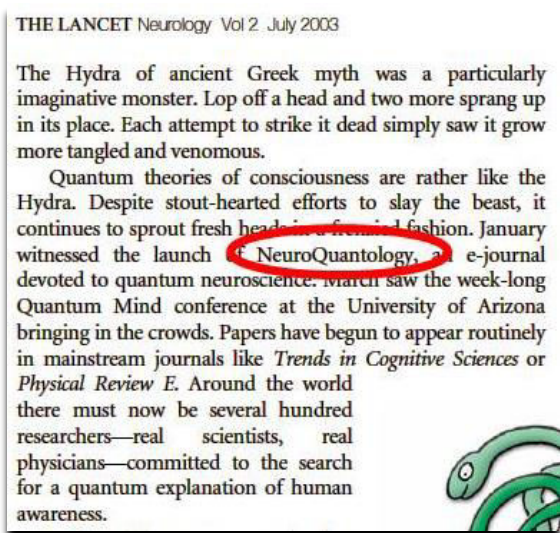 THE LANCET Neurology Vol 2 July 2003
The Hydra of ancient Greek myth was a particularly
imaginative monster. Lop off a head and two more sprang up
in its place. Each attempt to strike it dead simply saw it grow
more tangled and venomous.
Quantum theories of consciousness are rather like the
Hydra. Despite stout-hearted efforts to slay the beast, it
continues to sprout fresh heads in a frenzied fashion. January
witnessed the launch of NeuroQuantology, an e-journal
devoted to quantum neuroscience. March saw the week-long
Quantum Mind conference at the University of Arizona
bringing in the crowds. Papers have begun to appear routinely
in mainstream journals like Trends in Cognitive Sciences or
Physical Review E. Around the world
there must now be several hundred
researchers—real scientists, real
physicians—committed to the search
for a quantum explanation of human
awareness.